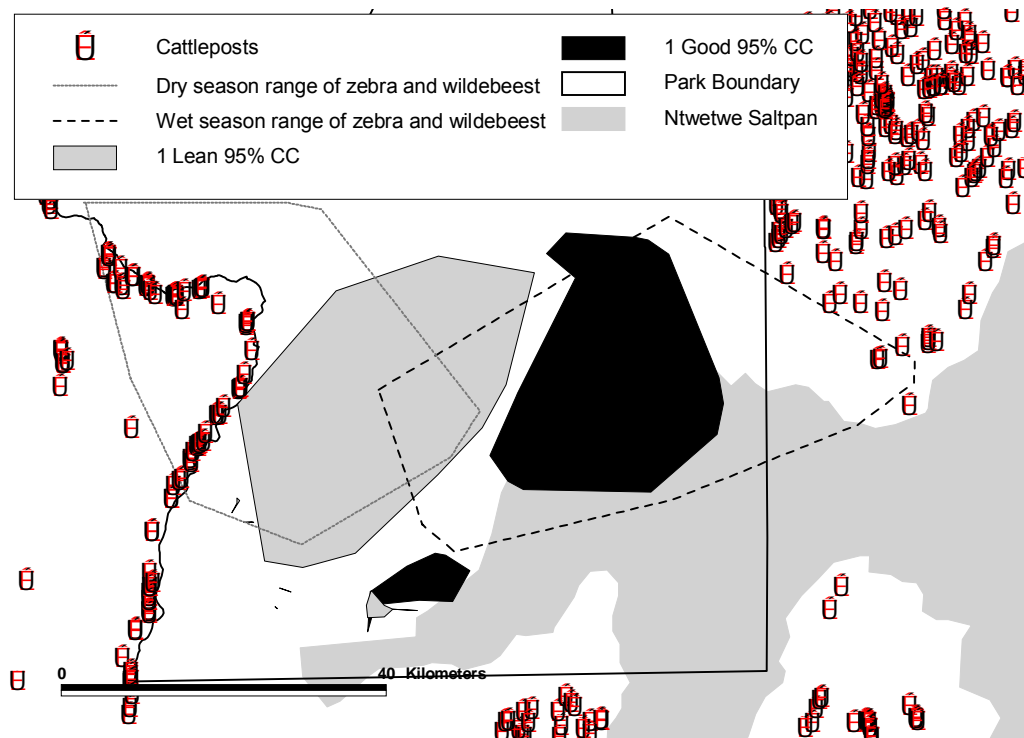 Cattleposts
Dry season range of zebra and wildebeest
Wet season range of zebra and wildebeest
1 Lean 95% CC
1 Good 95% CC
Park Boundary
Ntwetwe Saltpan
0 40 Kilometers